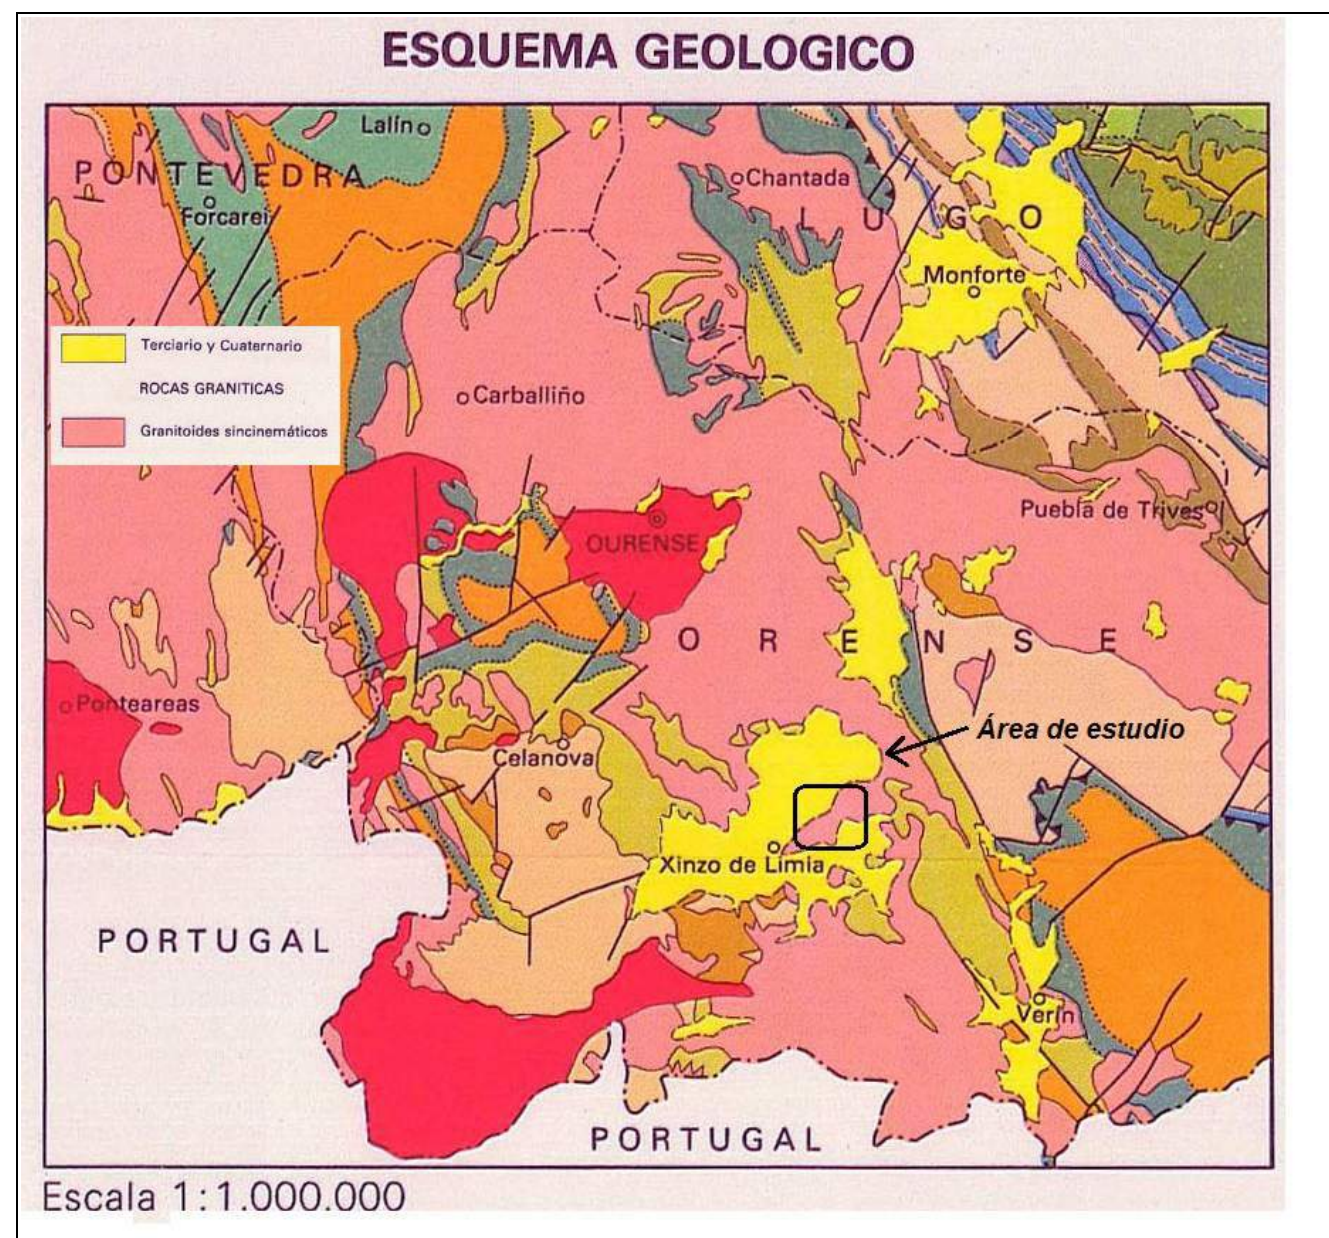 ESQUEMA GEOLOGICO
Lalín
PONTEVEDRA
Forcarei
Chantada
LUGO
Monforte
Terciario y Cuaternario
ROCAS GRANITICAS
Granitoides sincinemáticos
Carballiño
Puebla de Trives
OURENSE
ORENSE
Ponteareas
Área de estudio
Celanova
Xinzo de Limia
PORTUGAL
Verín
PORTUGAL
Escala 1:1.000.000